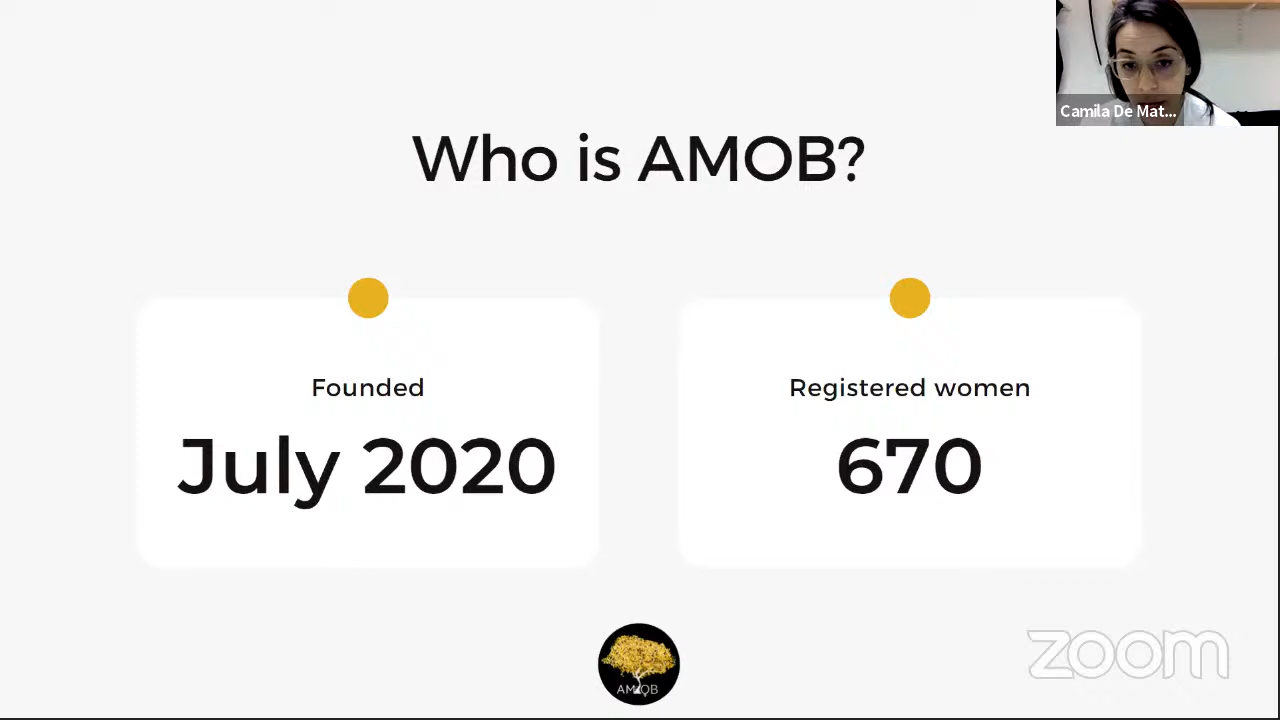 Camila De Mat...
Who is AMOB?
Founded
July 2020
Registered women
670
AMOB
zoom